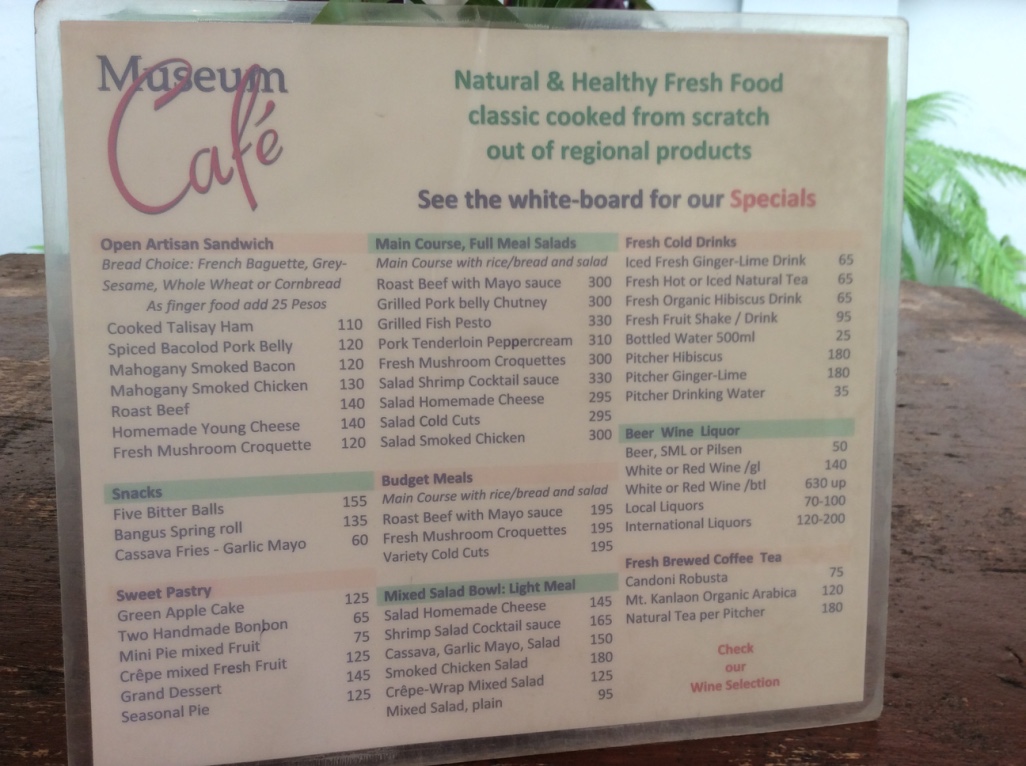 Museum
Café
Natural & Healthy Fresh Food
classic cooked from scratch
out of regional products
See the white-board for our Specials
Open Artisan Sandwich
Bread Choice: French Baguette, Grey-
Sesame, Whole Wheat or Cornbread
As finger food add 25 Pesos
Cooked Talisay Ham 110
Spiced Bacolod Pork Belly 120
Mahogany Smoked Bacon 120
Mahogany Smoked Chicken 130
Roast Beef 140
Homemade Young Cheese 140
Fresh Mushroom Croquette 120
Snacks
Five Bitter Balls 155
Bangus Spring roll 135
Cassava Fries - Garlic Mayo 60
Sweet Pastry
Green Apple Cake 125
Two Handmade Bonbon 65
Mini Pie mixed Fruit 75
Crêpe mixed Fresh Fruit 125
Grand Dessert 145
Seasonal Pie 125
Main Course, Full Meal Salads
Main Course with rice/bread and salad
Roast Beef with Mayo sauce 300
Grilled Pork belly Chutney 300
Grilled Fish Pesto 330
Pork Tenderloin Peppercream 310
Fresh Mushroom Croquettes 300
Salad Shrimp Cocktail sauce 330
Salad Homemade Cheese 295
Salad Cold Cuts 295
Salad Smoked Chicken 300
Budget Meals
Main Course with rice/bread and salad
Roast Beef with Mayo sauce 195
Fresh Mushroom Croquettes 195
Variety Cold Cuts 195
Mixed Salad Bowl: Light Meal
Salad Homemade Cheese 145
Shrimp Salad Cocktail sauce 165
Cassava, Garlic Mayo, Salad 150
Smoked Chicken Salad 180
Crêpe-Wrap Mixed Salad 125
Mixed Salad, plain 95
Fresh Cold Drinks
Iced Fresh Ginger-Lime Drink 65
Fresh Hot or Iced Natural Tea 65
Fresh Organic Hibiscus Drink 65
Fresh Fruit Shake / Drink 95
Bottled Water 500ml 25
Pitcher Hibiscus 180
Pitcher Ginger-Lime 180
Pitcher Drinking Water 35
Beer Wine Liquor
Beer, SML or Pilsen 50
White or Red Wine /gl 140
White or Red Wine /btl 630 up
Local Liquors 70-100
International Liquors 120-200
Fresh Brewed Coffee Tea
Candoni Robusta 75
Mt. Kanlaon Organic Arabica 120
Natural Tea per Pitcher 180
Check
our
Wine Selection